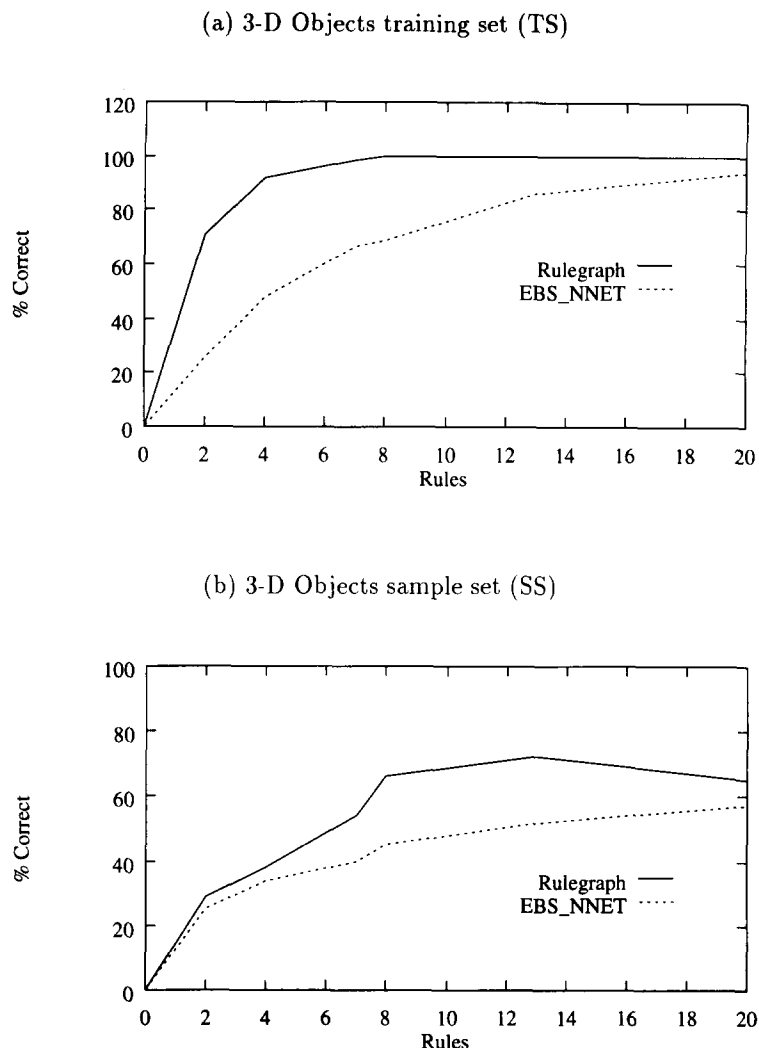 (a) 3-D Objects training set (TS)
120
100
80
60
40
20
0
% Correct
Rulegraph
EBS_NNET
0 2 4 6 8 10 12 14 16 18 20
Rules
(b) 3-D Objects sample set (SS)
100
80
60
40
20
0
% Correct
Rulegraph
EBS_NNET
0 2 4 6 8 10 12 14 16 18 20
Rules